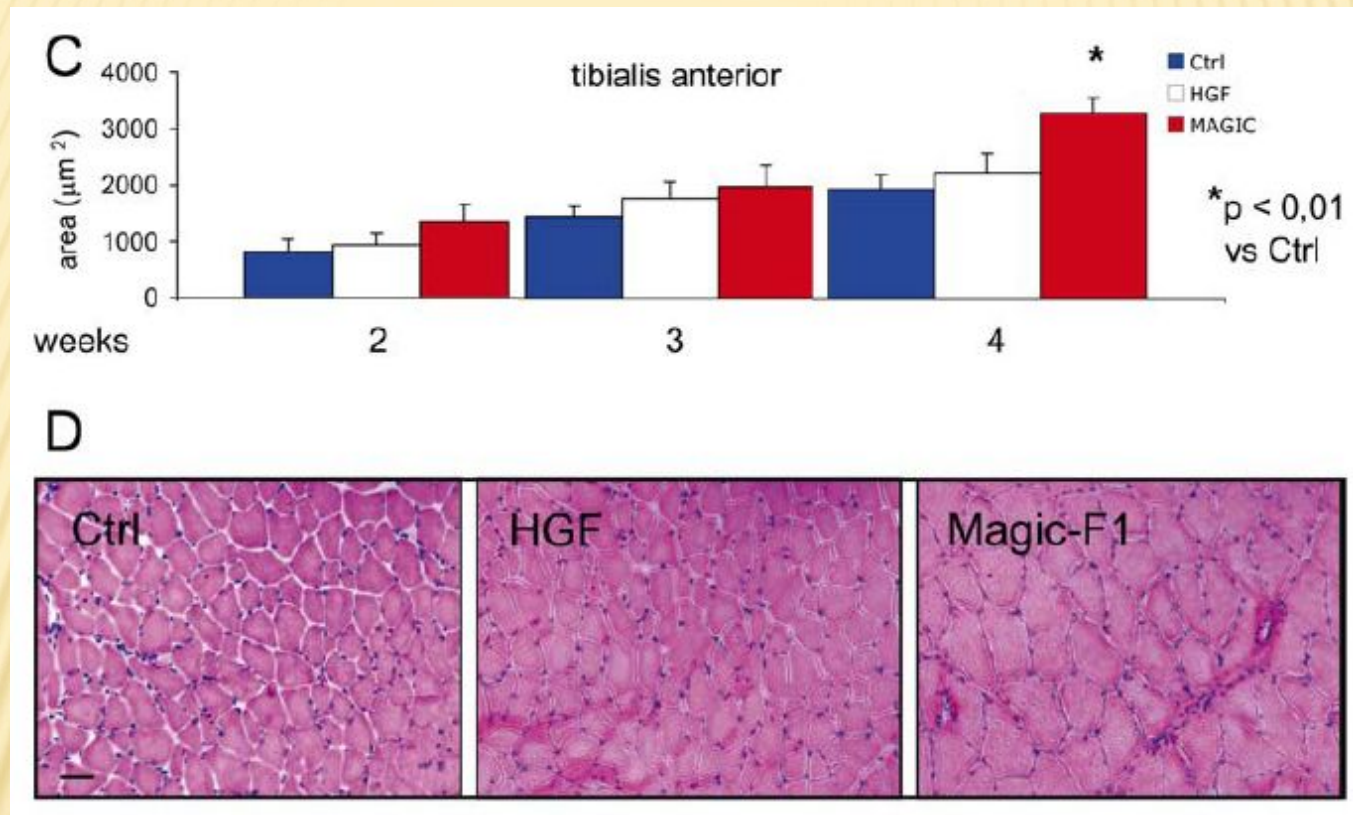 C
tibialis anterior
*
Ctrl
HGF
MAGIC
4000
3000
2000
1000
0
area (µm²)
*p < 0,01
vs Ctrl
weeks 2 3 4
D
Ctrl
HGF
Magic-F1